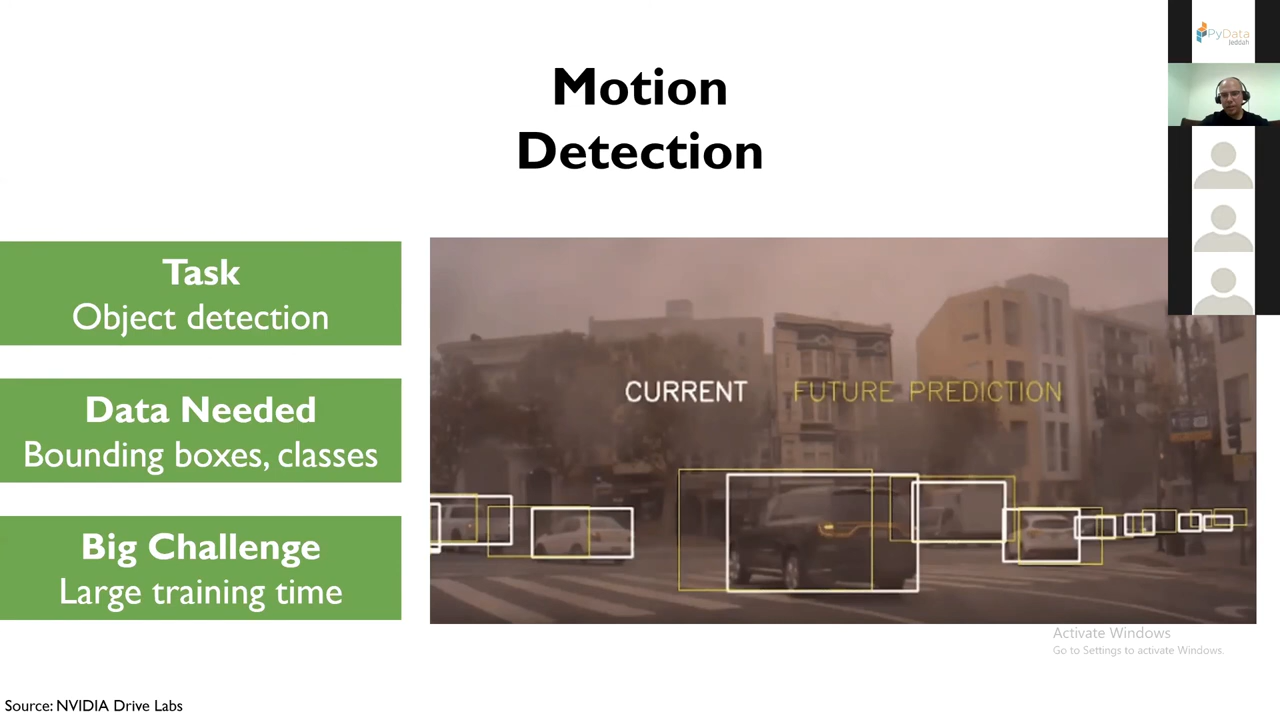 Motion
Detection
PyData
Jeddah
Task
Object detection
Data Needed
Bounding boxes, classes
Big Challenge
Large training time
CURRENT FUTURE PREDICTION
Activate Windows
Go to Settings to activate Windows.
Source: NVIDIA Drive Labs